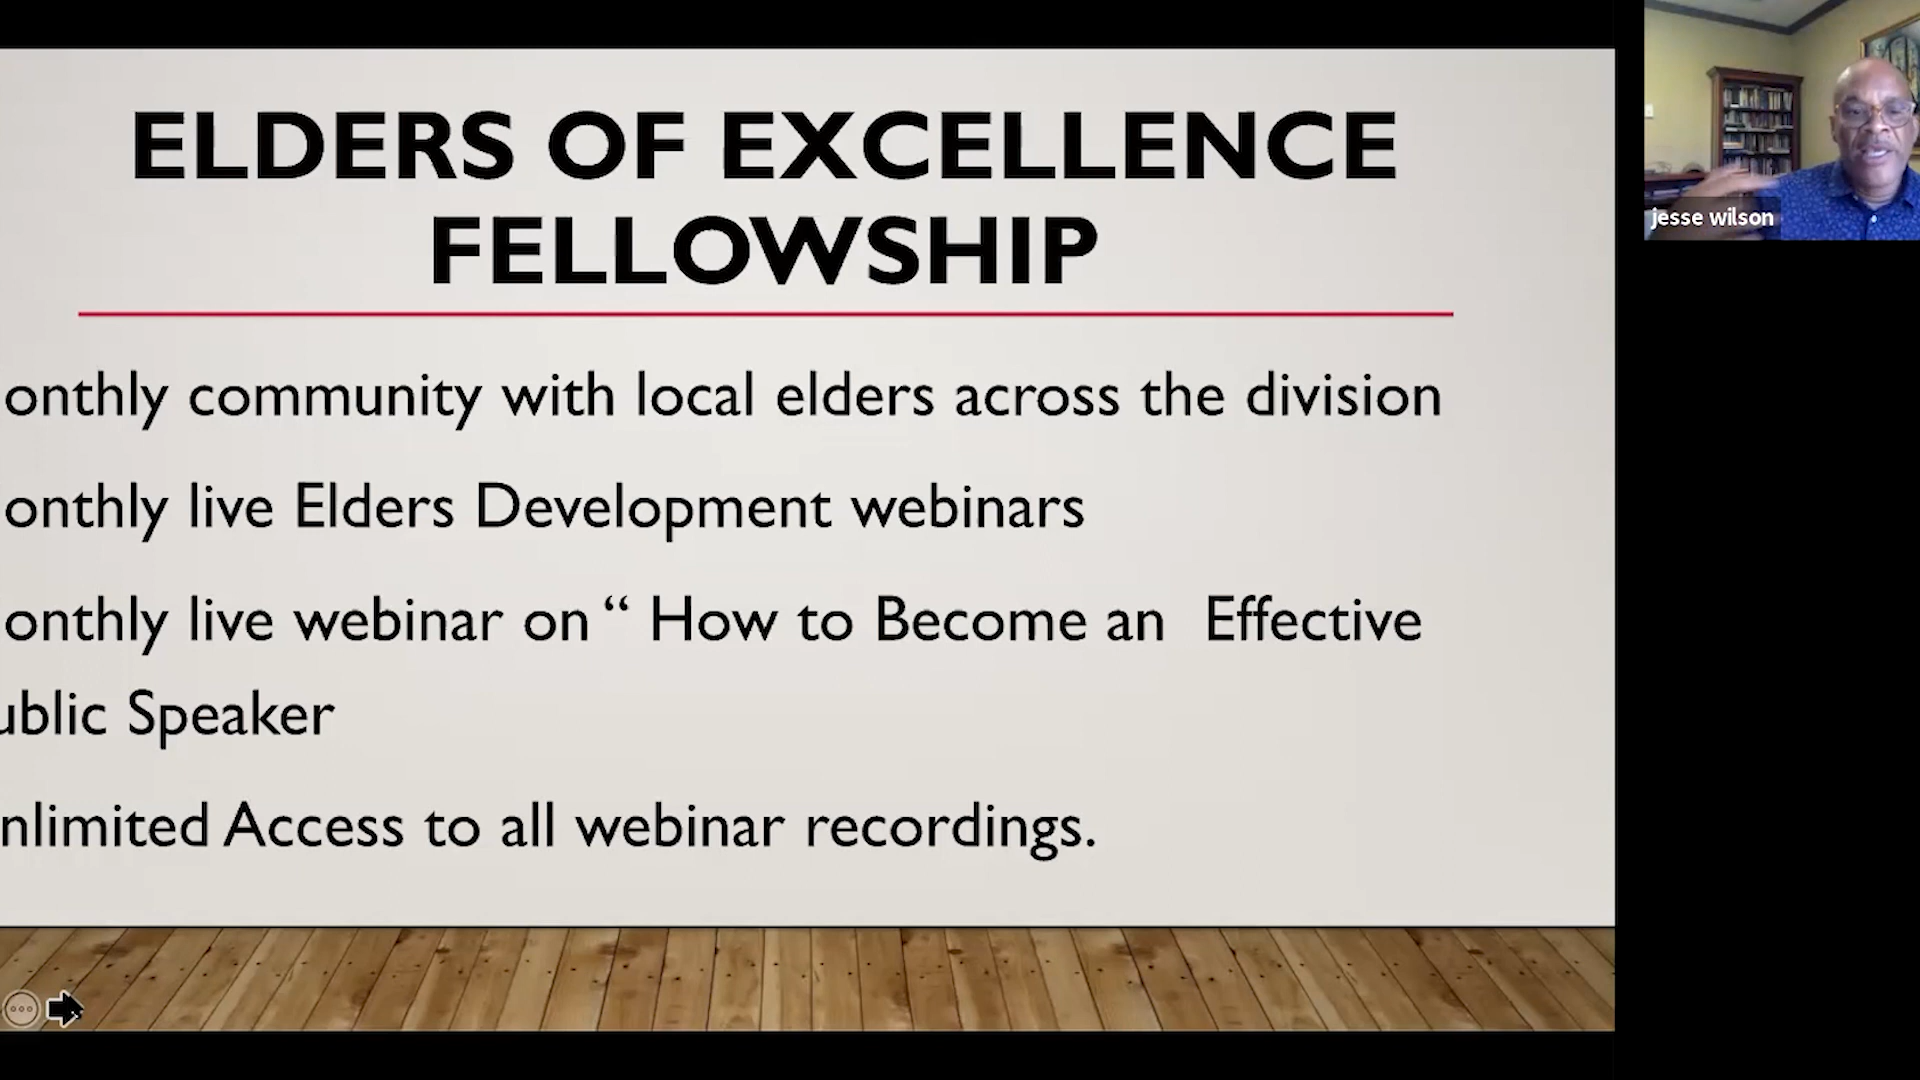 ELDERS OF EXCELLENCE
FELLOWSHIP
onthly community with local elders across the division
onthly live Elders Development webinars
onthly live webinar on “ How to Become an  Effective
ublic Speaker
nlimited Access to all webinar recordings.
jesse wilson